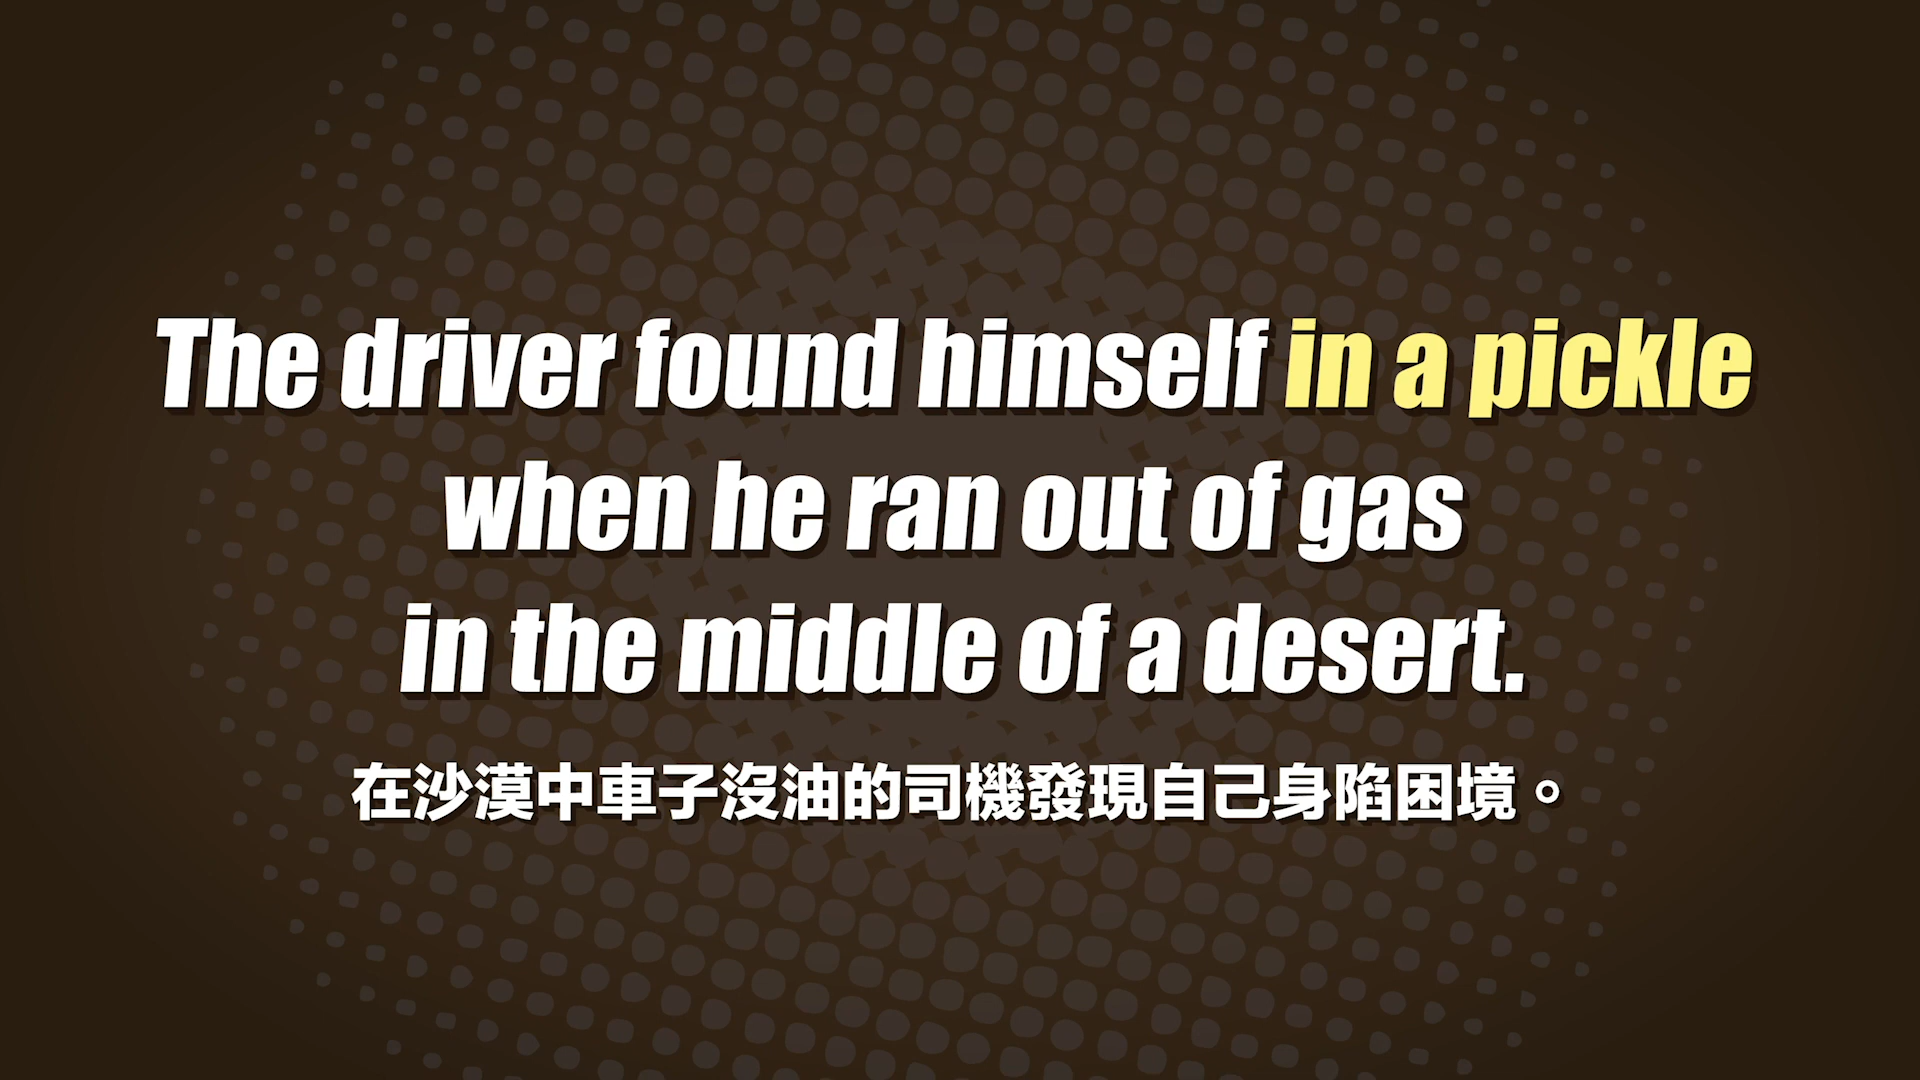 The driver found himself in a pickle
when he ran out of gas
in the middle of a desert.
在沙漠中車子沒油的司機發現自己身陷困境。